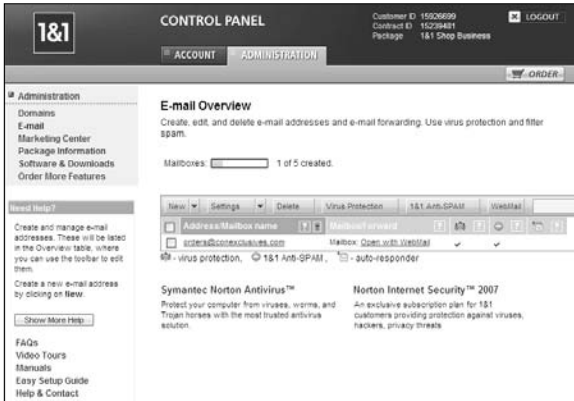 1&1
CONTROL PANEL
Customer ID 15926699
Contract ID 15239481
Package 1&1 Shop Business
LOGOUT
ACCOUNT
ADMINISTRATION
ORDER
Administration
Domains
E-mail
Marketing Center
Package Information
Software & Downloads
Order More Features
Need Help?
Create and manage e-mail
addresses. These will be listed
in the Overview table, where
you can use the toolbar to edit
them.
Create a new e-mail address
by clicking on New.
Show More Help
FAQs
Video Tours
Manuals
Easy Setup Guide
Help & Contact
E-mail Overview
Create, edit, and delete e-mail addresses and e-mail forwarding. Use virus protection and filter
spam.
Mailboxes: 1 of 5 created.
New Settings Delete Virus Protection 1&1 Anti-SPAM WebMail
Address/Mailbox name ? Mailbox/Forward ? ? ? ?
orders@conexclusives.com Mailbox: Open with WebMail
- virus protection, 1&1 Anti-SPAM, - auto-responder
Symantec Norton Antivirus™
Protect your computer from viruses, worms, and
Trojan horses with the most trusted antivirus
solution.
Norton Internet Security™ 2007
An exclusive subscription plan for 1&1
customers providing protection against viruses,
hackers, privacy threats